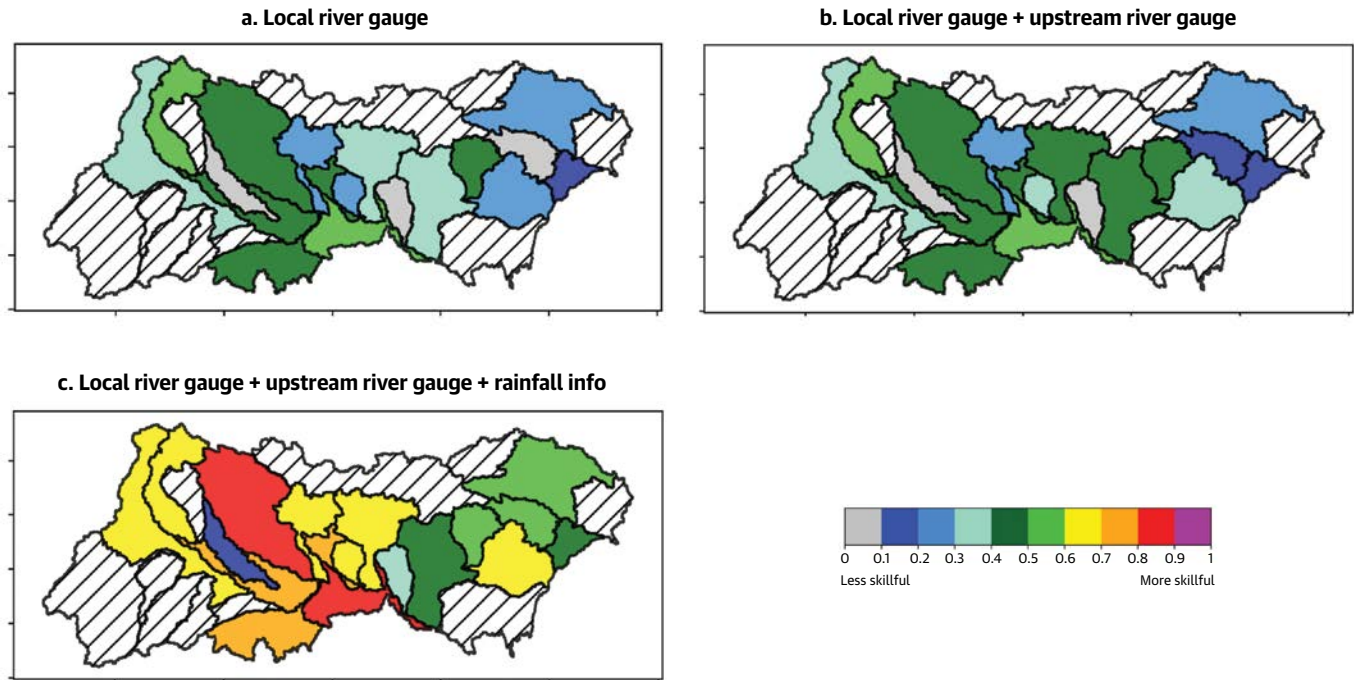 a. Local river gauge
b. Local river gauge + upstream river gauge
c. Local river gauge + upstream river gauge + rainfall info
0 0.1 0.2 0.3 0.4 0.5 0.6 0.7 0.8 0.9 1
Less skillful More skillful